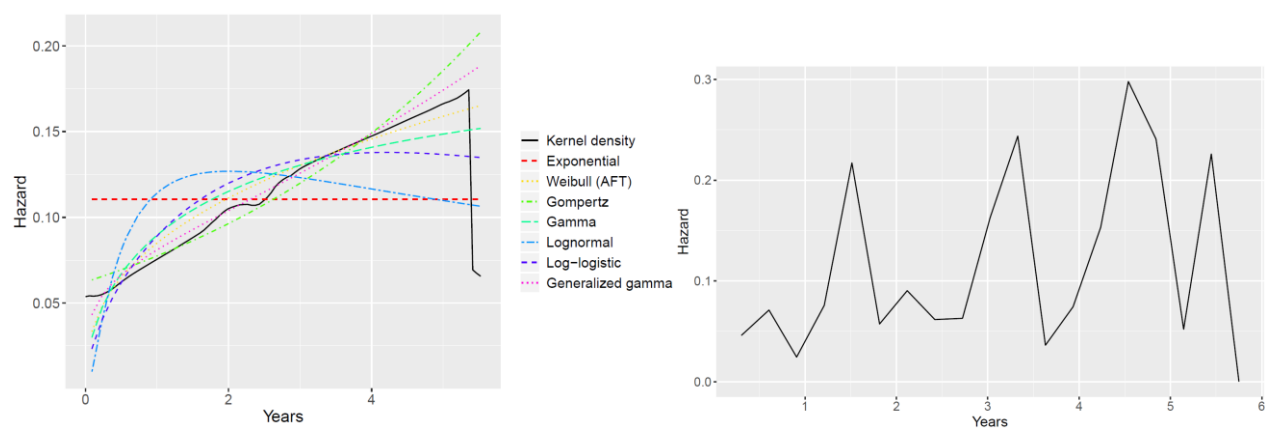 0.20
0.15
0.10
0.05
Hazard
0
2
4
Years
Kernel density
Exponential
Weibull (AFT)
Gompertz
Gamma
Lognormal
Log−logistic
Generalized gamma
0.3
0.2
0.1
0.0
Hazard
1
2
3
4
5
6
Years